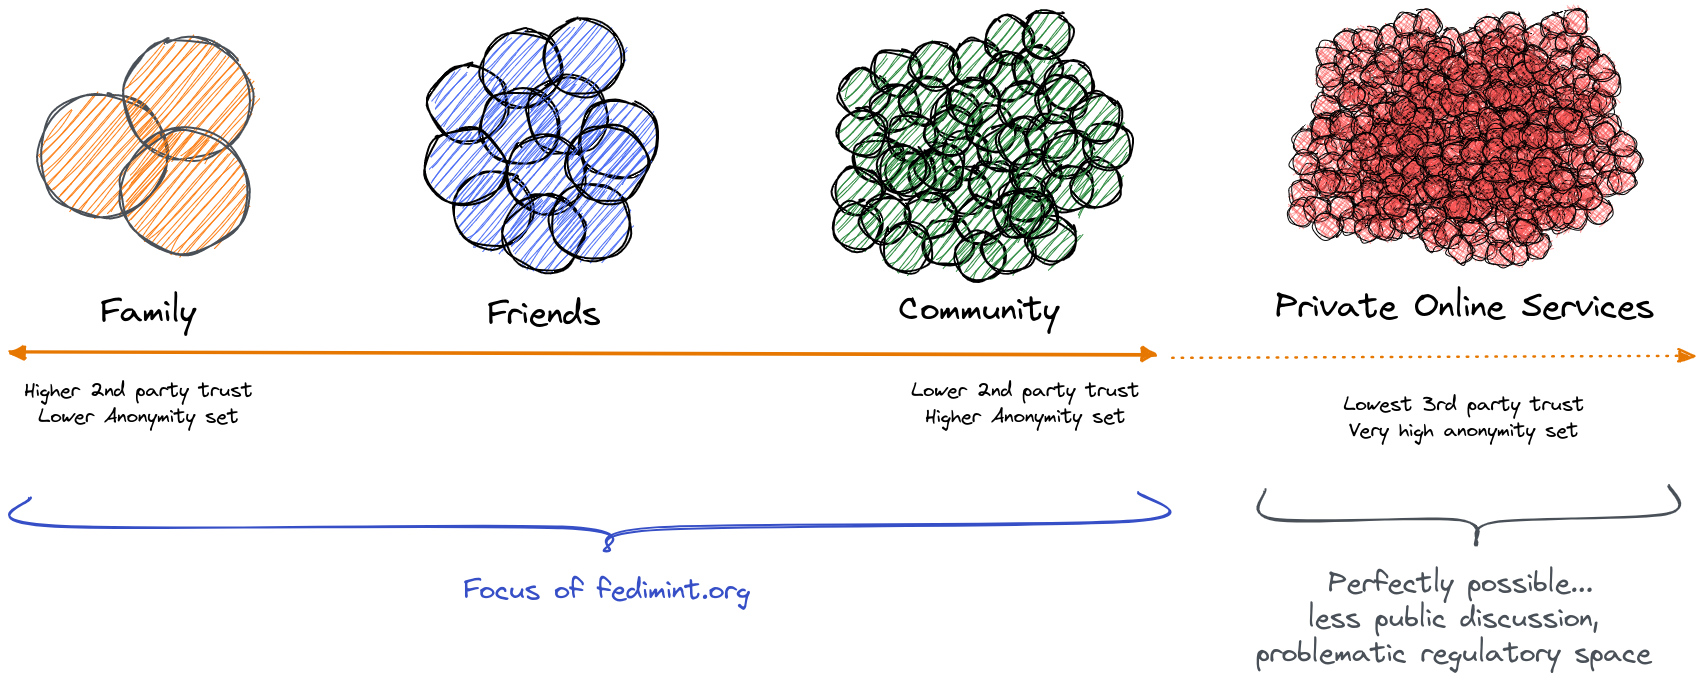 Family
Friends
Community
Private Online Services
Higher 2nd party trust
Lower Anonymity set
Lower 2nd party trust
Higher Anonymity set
Lowest 3rd party trust
Very high anonymity set
Focus of fedimint.org
Perfectly possible...
less public discussion,
problematic regulatory space